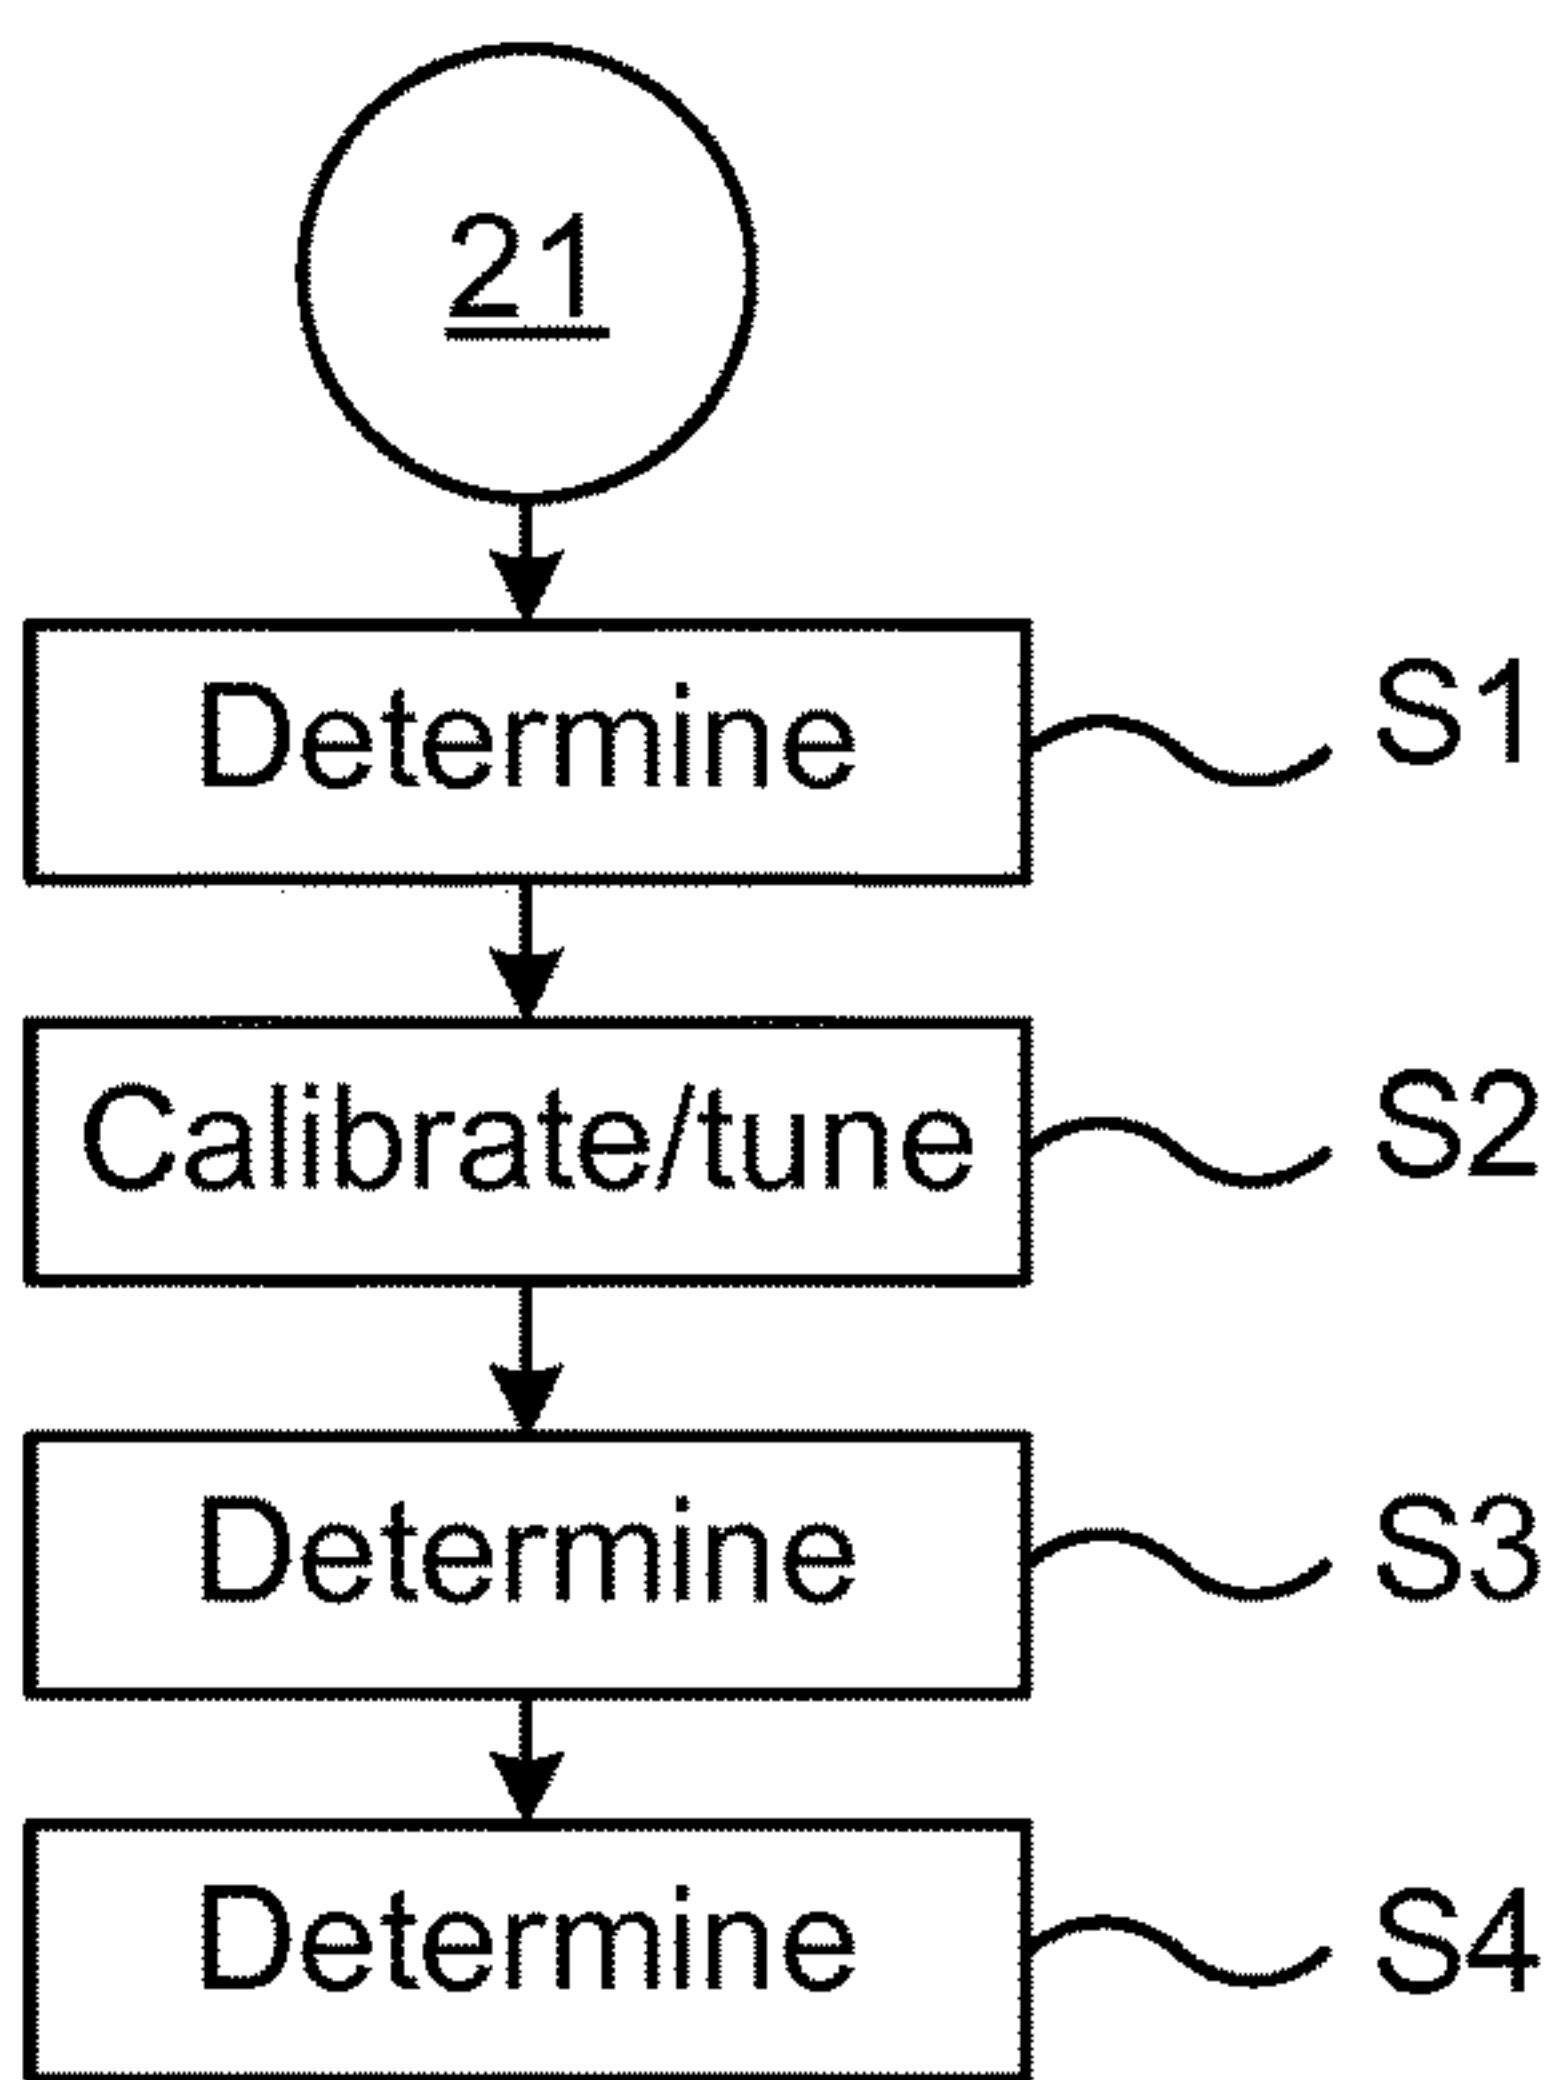 21
Determine S1
Calibrate/tune S2
Determine S3
Determine S4